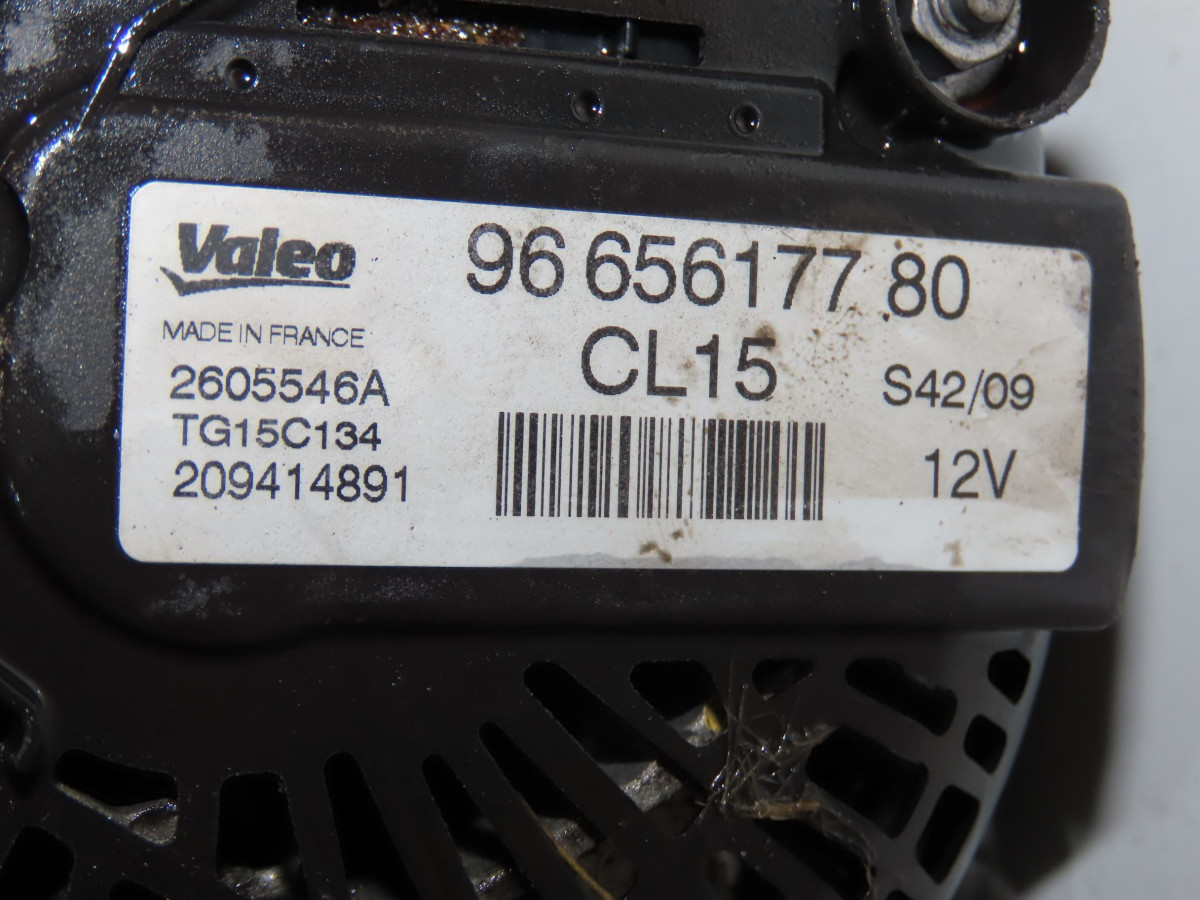 Valeo
96 656177 80
MADE IN FRANCE
CL15
2605546A
S42/09
TG15C134
209414891
12V